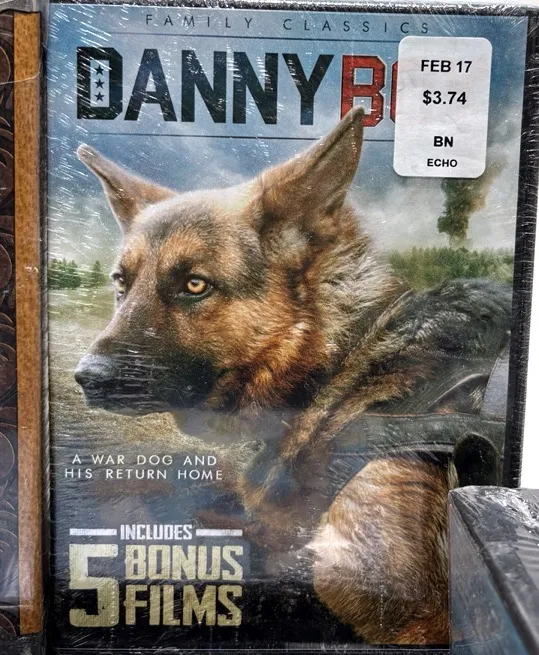 FAMILY CLASSICS
DANNY B
FEB 17
$3.74
BN
ECHO
A WAR DOG AND
HIS RETURN HOME
INCLUDES
5 BONUS
FILMS